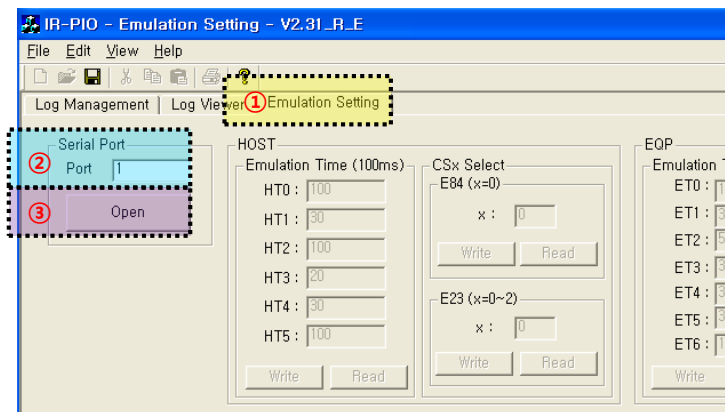 IR-PIO - Emulation Setting - V2.31_R_E
File Edit View Help
Log Management Log Viewer ① Emulation Setting
Serial Port
② Port 1
③ Open
HOST
Emulation Time (100ms)
HT0 : 100
HT1 : 30
HT2 : 100
HT3 : 20
HT4 : 30
HT5 : 100
Write Read
CSx Select
E84 (x=0)
x : 0
Write Read
E23 (x=0~2)
x : 0
Write Read
EQP
Emulation
ET0 :
ET1 :
ET2 :
ET3 :
ET4 :
ET5 :
ET6 :
Write